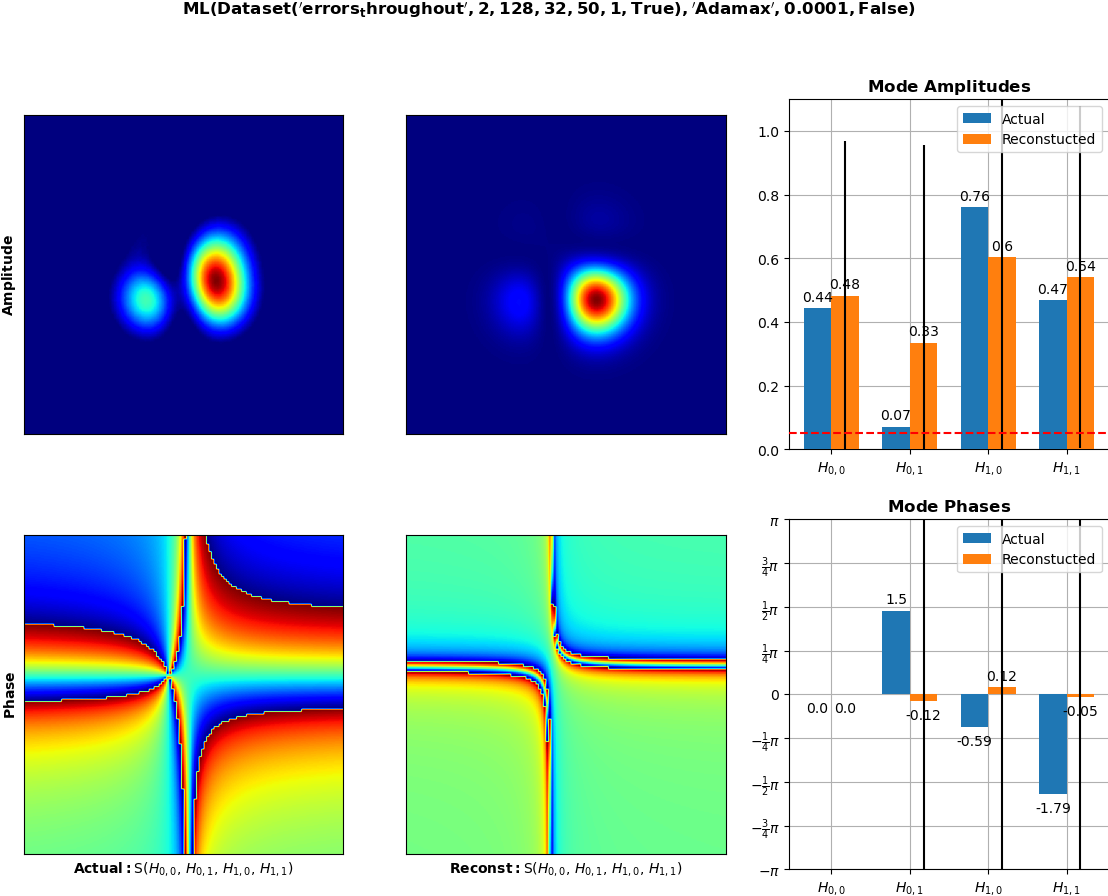 ML(Dataset('errors_throughout', 2, 128, 32, 50, 1, True), 'Adamax', 0.0001, False)
Amplitude
Mode Amplitudes
Actual
Reconstucted
1.0
0.8
0.6
0.4
0.2
0.0
0.44
0.48
0.07
0.33
0.76
0.6
0.47
0.54
H0,0
H0,1
H1,0
H1,1
Phase
Actual: S(H0,0, H0,1, H1,0, H1,1)
Reconst: S(H0,0, H0,1, H1,0, H1,1)
Mode Phases
Actual
Reconstucted
π
3/4π
1/2π
1/4π
0
−1/4π
−1/2π
−3/4π
−π
0.0
0.0
1.5
-0.12
-0.59
0.12
-1.79
-0.05
H0,0
H0,1
H1,0
H1,1